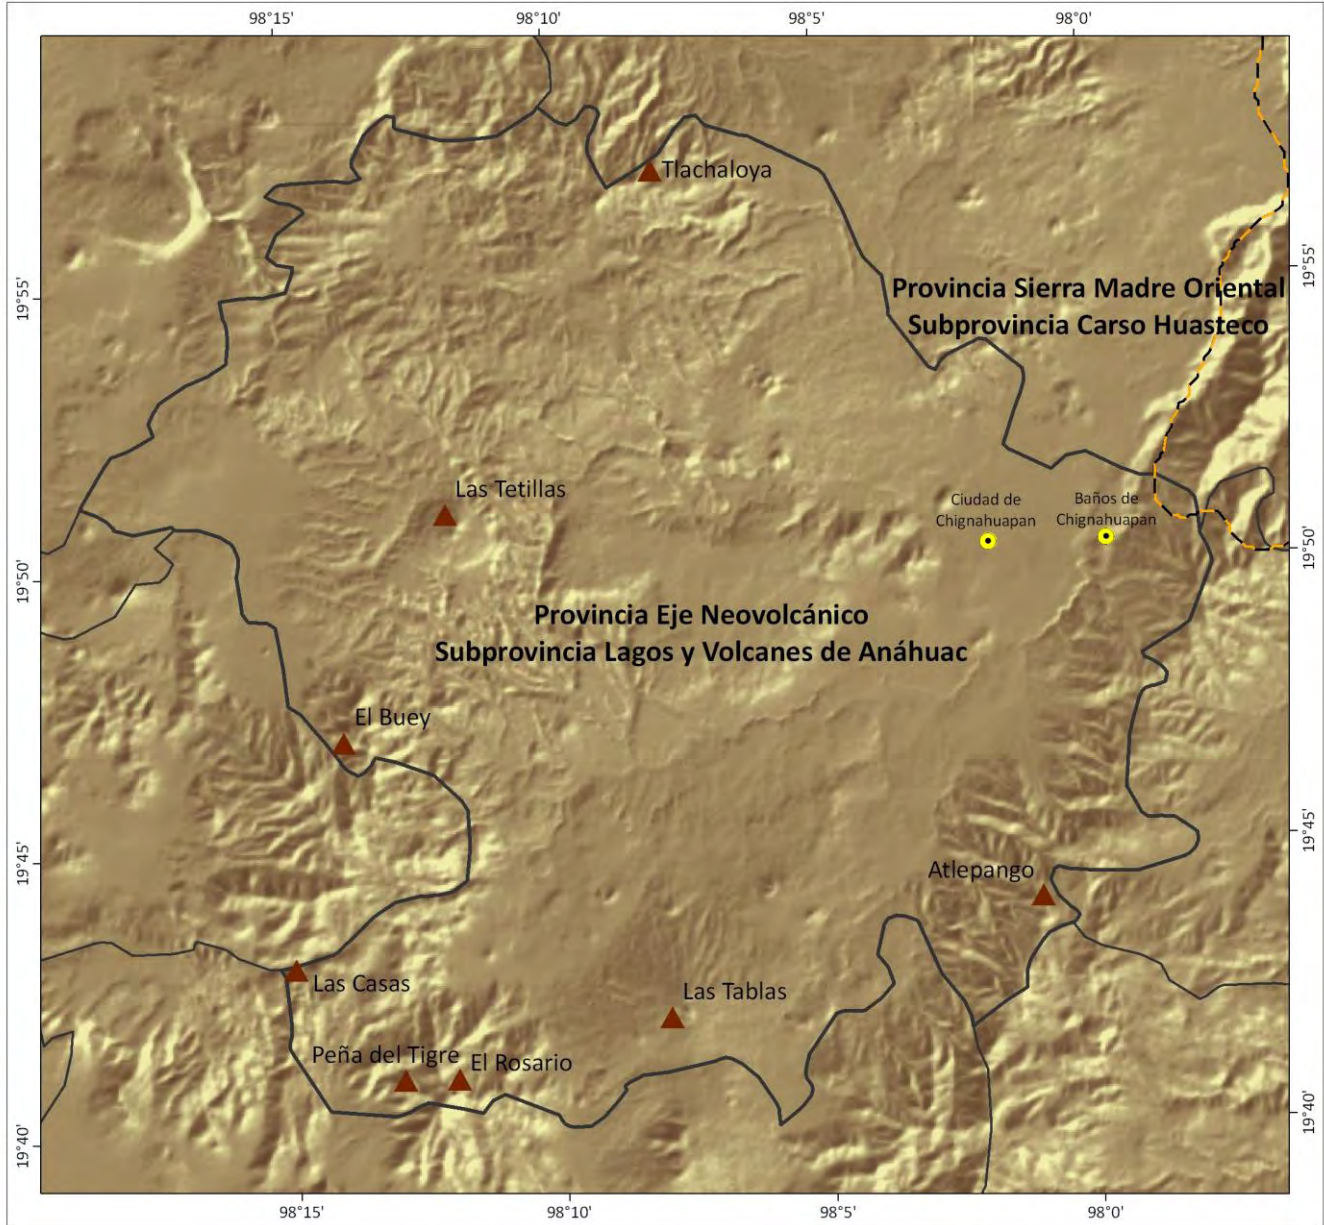 98°15'
98°10'
98°5'
98°0'
Tlachaloya
19°55'
19°55'
Provincia Sierra Madre Oriental
Subprovincia Carso Huasteco
Las Tetillas
Ciudad de
Chignahuapan
Baños de
Chignahuapan
19°50'
19°50'
Provincia Eje Neovolcánico
Subprovincia Lagos y Volcanes de Anáhuac
El Buey
19°45'
19°45'
Atlepango
Las Casas
Las Tablas
Peña del Tigre
El Rosario
19°40'
19°40'
98°15'
98°10'
98°5'
98°0'